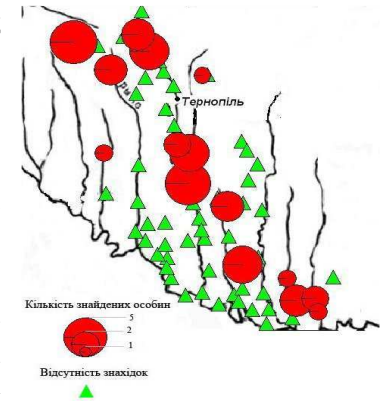 Тернопіль
Кількість знайдених особин
5
2
1
Відсутність знахідок